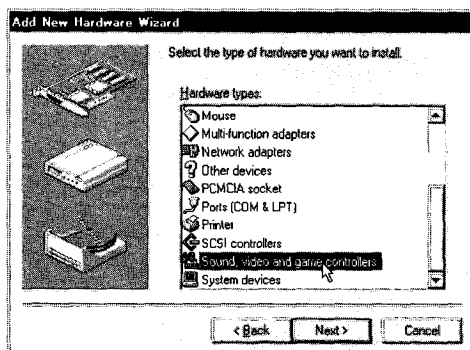 Add New Hardware Wizard
Select the type of hardware you want to install.
Hardware types:
Mouse
Multi-function adapters
Network adapters
Other devices
PCMCIA socket
Ports (COM & LPT)
Printer
SCSI controllers
Sound, video and game controllers
System devices
< Back
Next >
Cancel